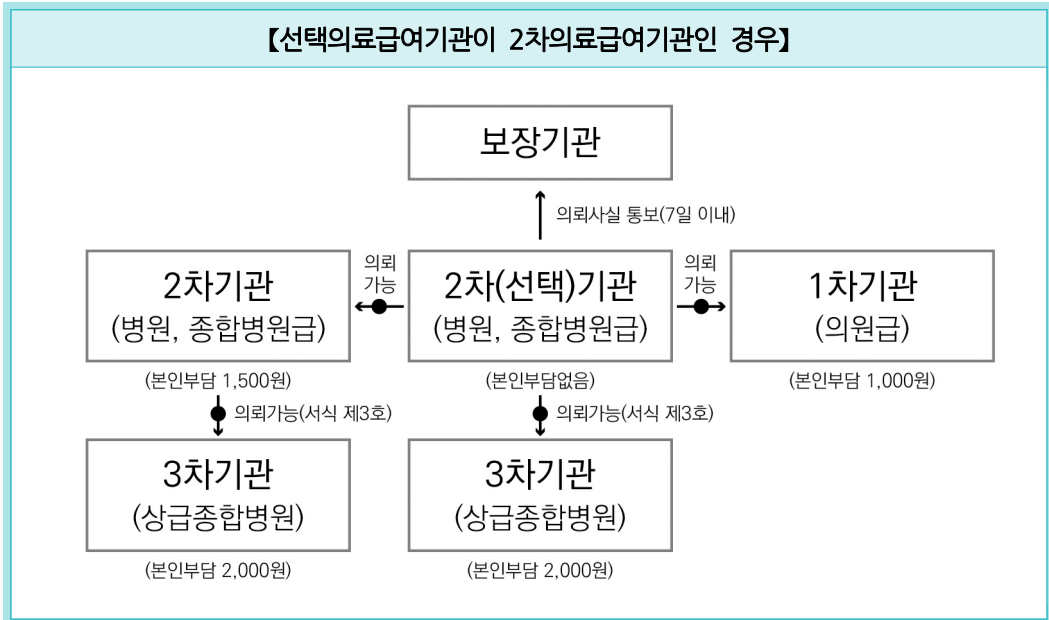 【선택의료급여기관이 2차의료급여기관인 경우】
보장기관
의뢰사실 통보(7일 이내)
2차기관
(병원, 종합병원급)
(본인부담 1,500원)
의뢰
가능
2차(선택)기관
(병원, 종합병원급)
(본인부담없음)
의뢰
가능
1차기관
(의원급)
(본인부담 1,000원)
의뢰가능(서식 제3호)
의뢰가능(서식 제3호)
3차기관
(상급종합병원)
(본인부담 2,000원)
3차기관
(상급종합병원)
(본인부담 2,000원)